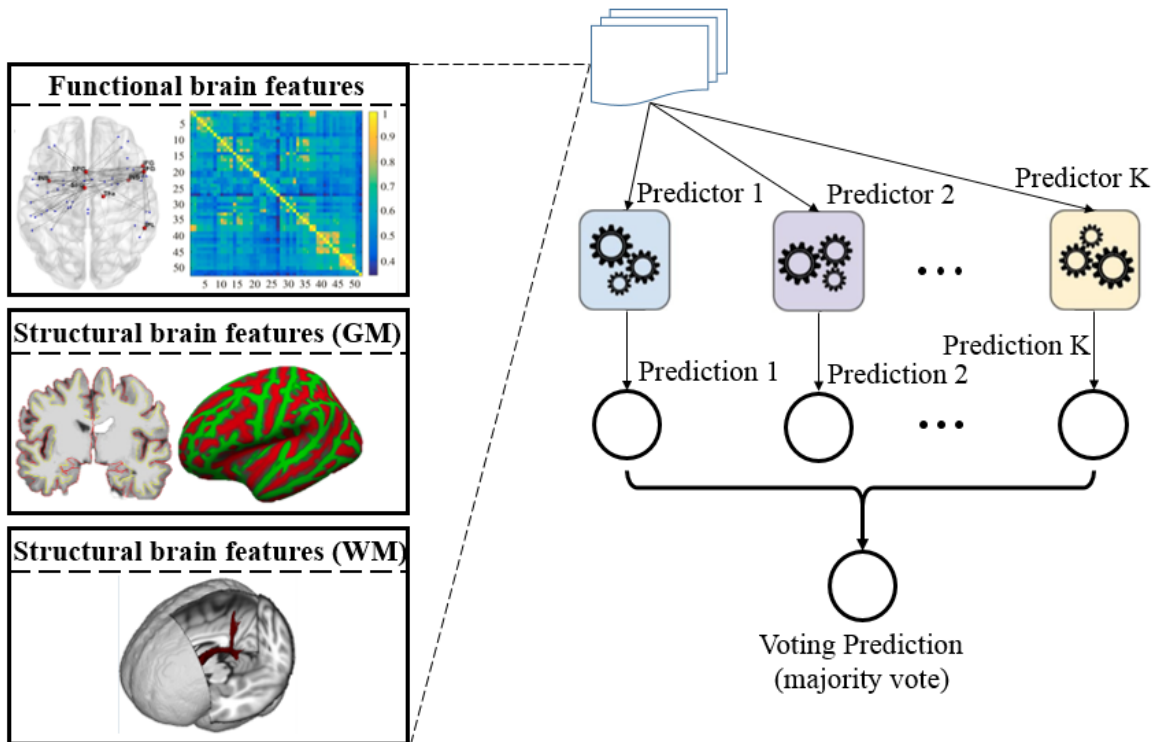 Functional brain features
5
10
15
20
25
30
35
40
45
50
5 10 15 20 25 30 35 40 45 50
1
0.9
0.8
0.7
0.6
0.5
0.4
Structural brain features (GM)
Structural brain features (WM)
Predictor 1
Predictor 2
Predictor K
• • •
Prediction 1
Prediction 2
Prediction K
• • •
Voting Prediction
(majority vote)